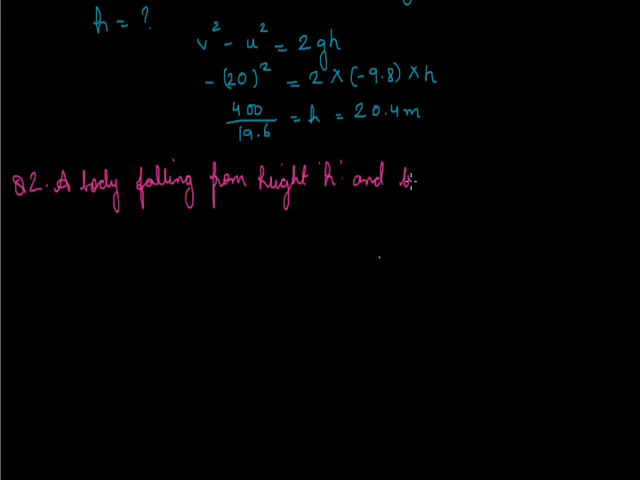 h = ?
v² - u² = 2gh
- (20)² = 2 × (-9.8) × h
400/19.6 = h = 20.4m
Q2. A body falling from height 'h' and